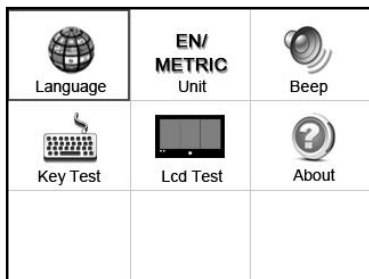 EN/
METRIC
Language
Unit
Beep
Key Test
Lcd Test
About